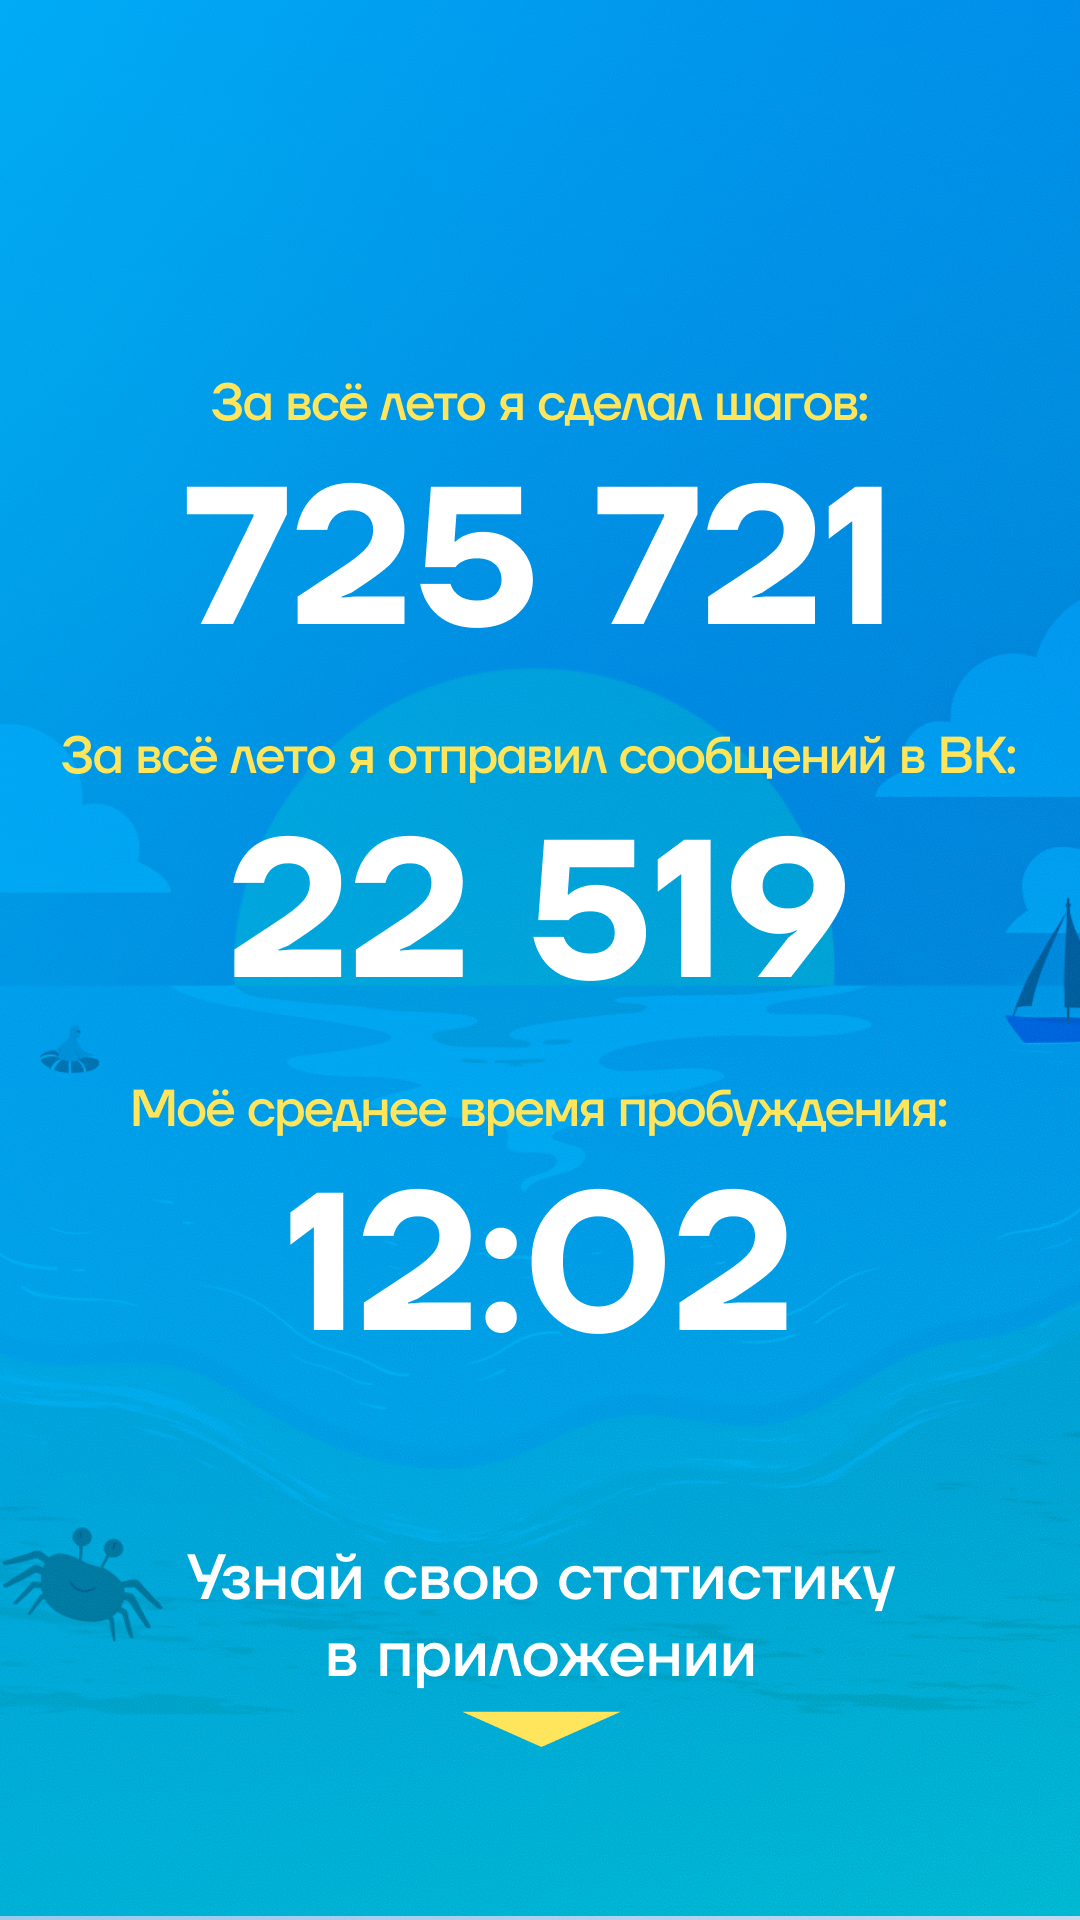 За всё лето я сделал шагов:
725 721
За всё лето я отправил сообщений в ВК:
22 519
Моё среднее время пробуждения:
12:02
Узнай свою статистику
в приложении